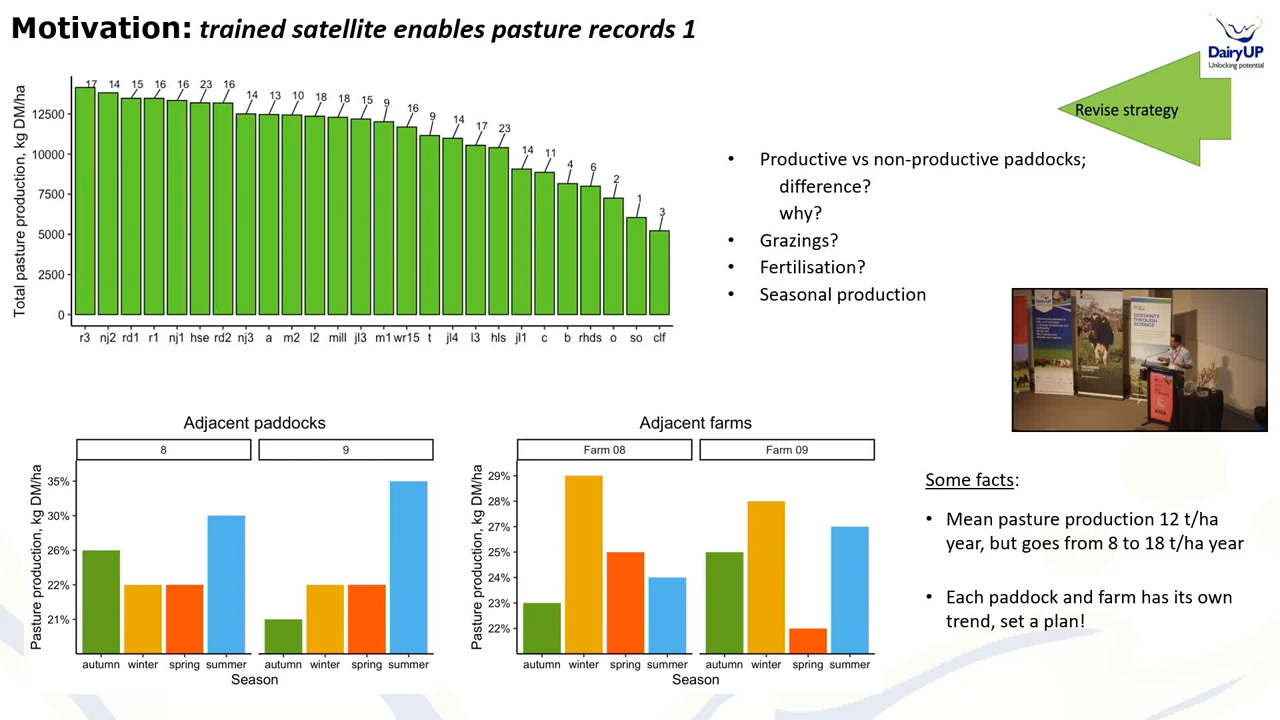 Motivation: trained satellite enables pasture records 1
DairyUP
Unlocking potential
Revise strategy
Total pasture production, kg DM/ha
12500
10000
7500
5000
2500
0
17 14 15 16 16 23 16 14 13 10 18 18 15 9 16 9 14 17 23 14 11 4 6 2 1 3
r3 nj2 rd1 r1 nj1 hse rd2 nj3 a m2 l2 mill jl3 m1 wr15 t jl4 l3 hls jl1 c b rhds o so clf
• Productive vs non-productive paddocks;
difference?
why?
• Grazings?
• Fertilisation?
• Seasonal production
CERTAINTY
THROUGH
SCIENCE
Adjacent paddocks
8 9
Pasture production, kg DM/ha
35%
30%
26%
22%
21%
autumn winter spring summer autumn winter spring summer
Season
Adjacent farms
Farm 08 Farm 09
Pasture production, kg DM/ha
29%
28%
27%
25%
24%
23%
22%
autumn winter spring summer autumn winter spring summer
Season
Some facts:
• Mean pasture production 12 t/ha
year, but goes from 8 to 18 t/ha year
• Each paddock and farm has its own
trend, set a plan!